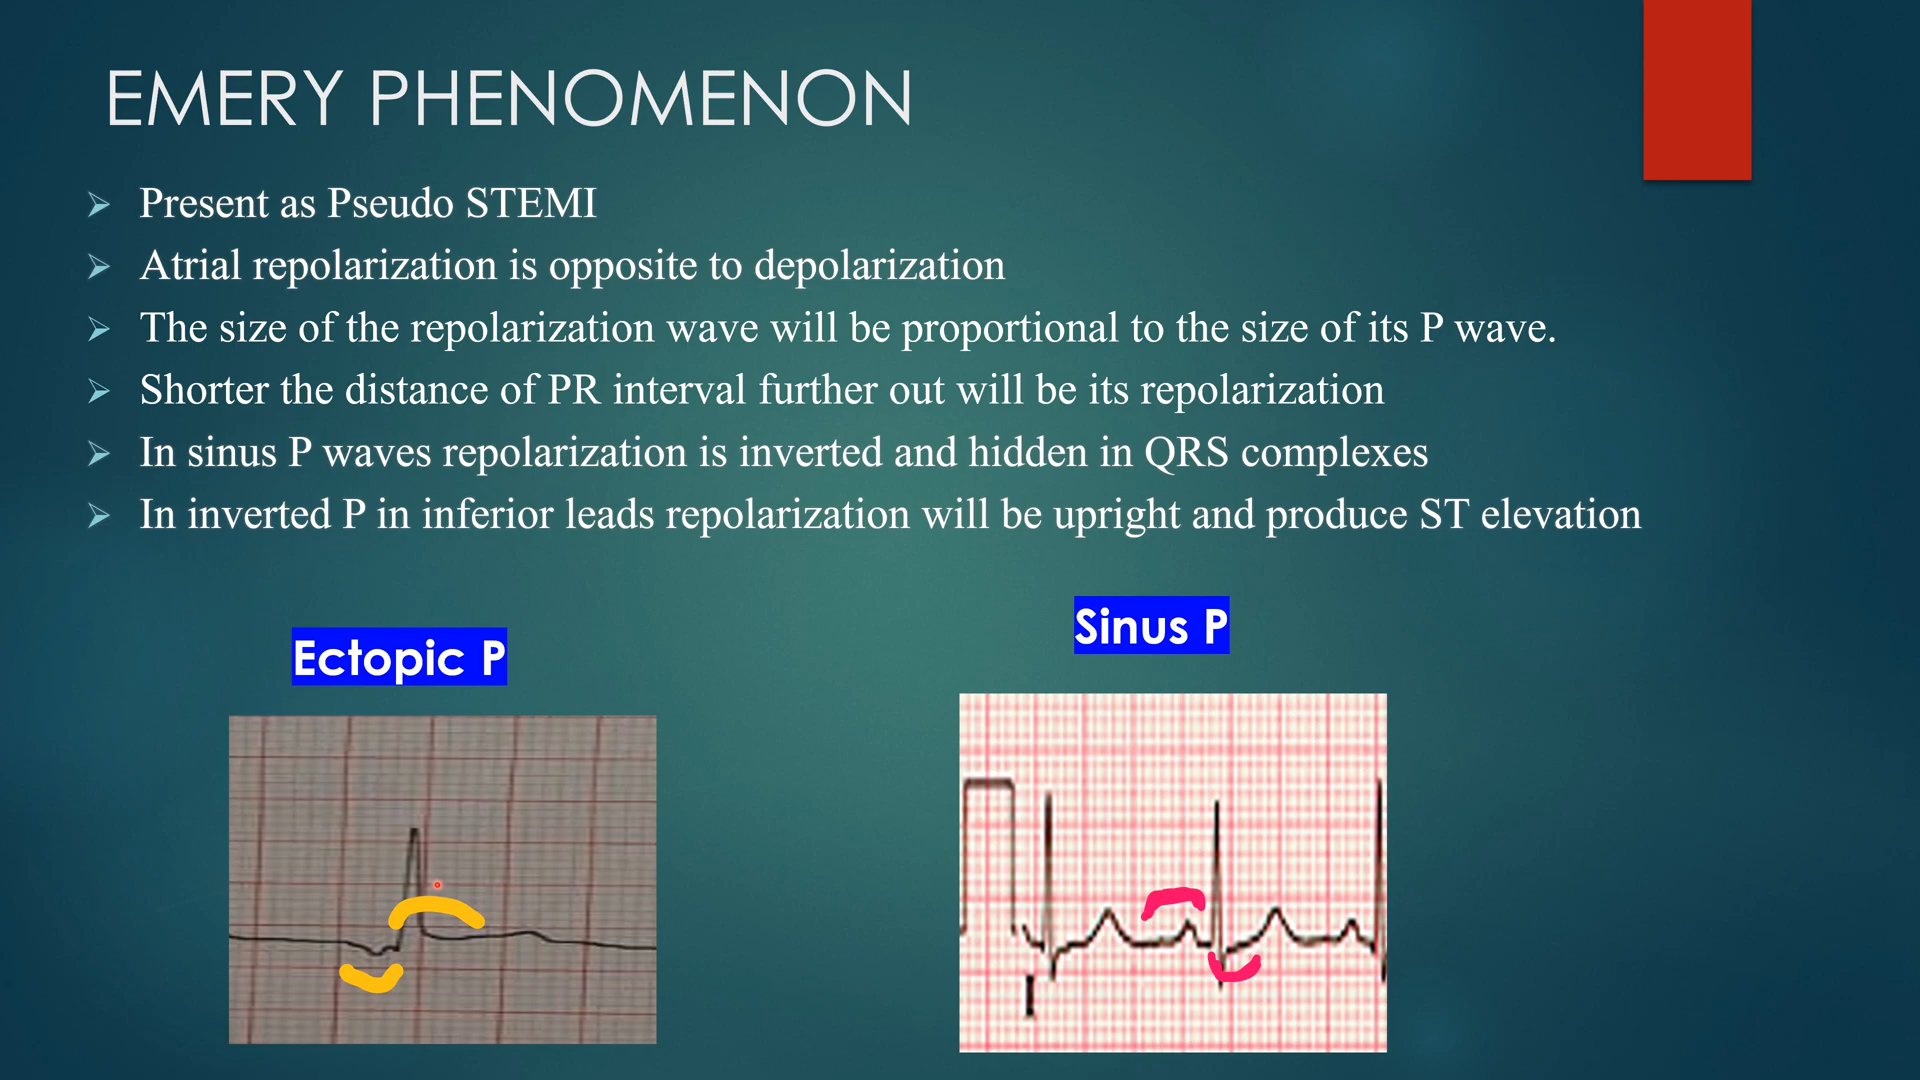 EMERY PHENOMENON
Present as Pseudo STEMI
Atrial repolarization is opposite to depolarization
The size of the repolarization wave will be proportional to the size of its P wave.
Shorter the distance of PR interval further out will be its repolarization
In sinus P waves repolarization is inverted and hidden in QRS complexes
In inverted P in inferior leads repolarization will be upright and produce ST elevation
Ectopic P
Sinus P
I